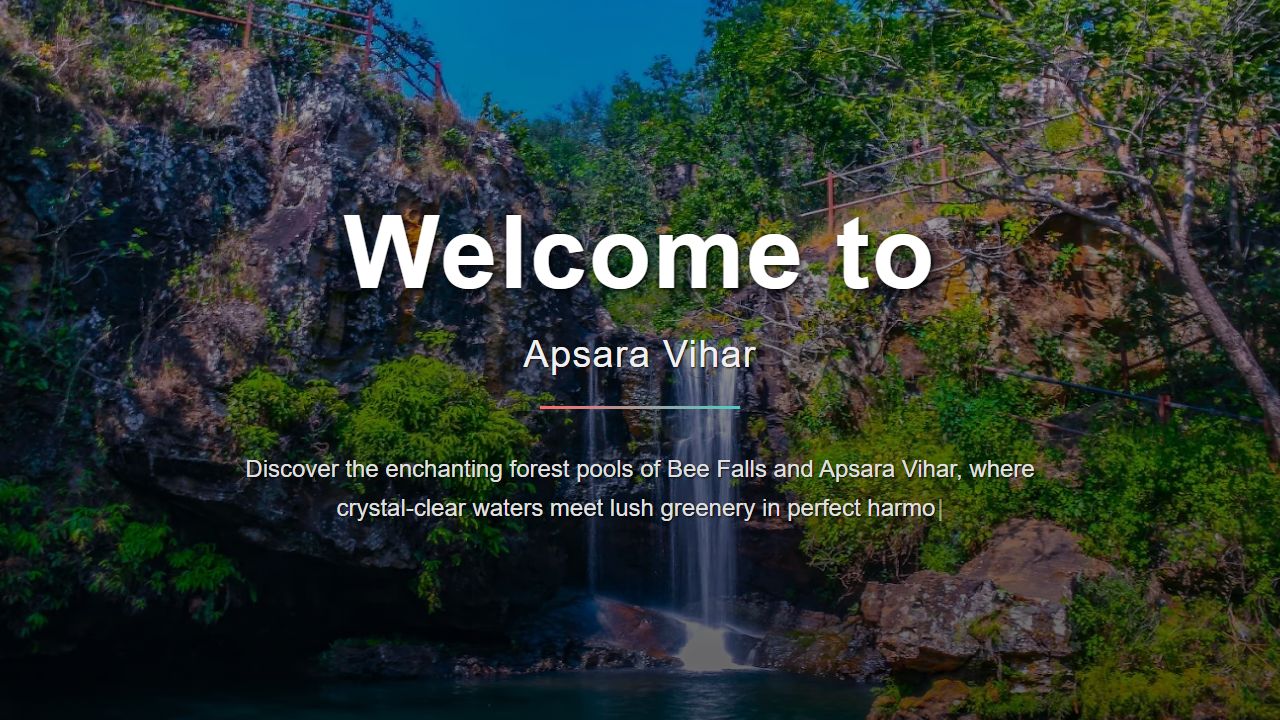 Welcome to
Apsara Vihar
Discover the enchanting forest pools of Bee Falls and Apsara Vihar, where
crystal-clear waters meet lush greenery in perfect harmo|